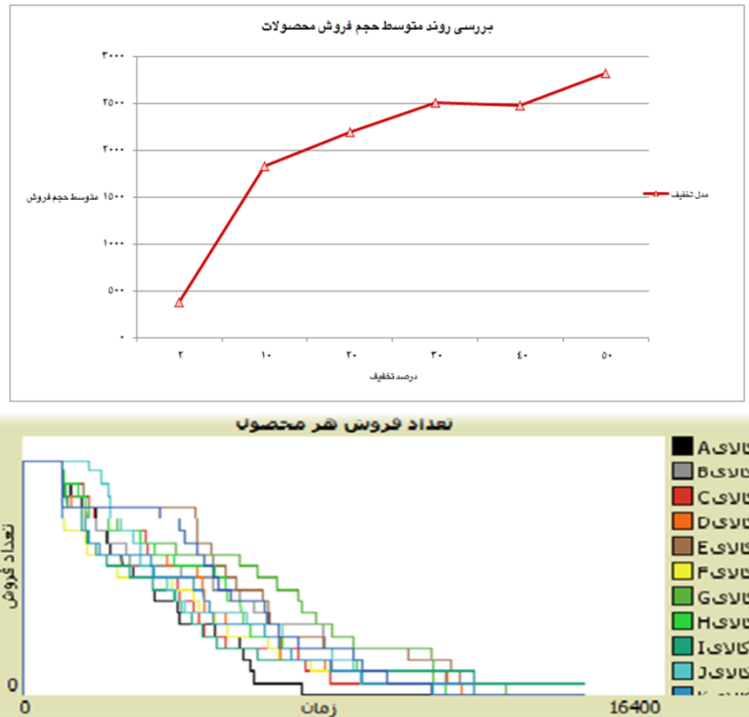 بررسی روند متوسط حجم فروش محصولات
۳۰۰۰
۲۵۰۰
۲۰۰۰
۱۵۰۰
۱۰۰۰
۵۰۰
۰
متوسط حجم فروش
مدل تخفیف
۲ ۱۰ ۲۰ ۳۰ ۴۰ ۵۰
درصد تخفیف
تعداد فروش هر محصول
تعداد فروش
0
0 زمان 16400
کالای A
کالای B
کالای C
کالای D
کالای E
کالای F
کالای G
کالای H
کالای I
کالای J